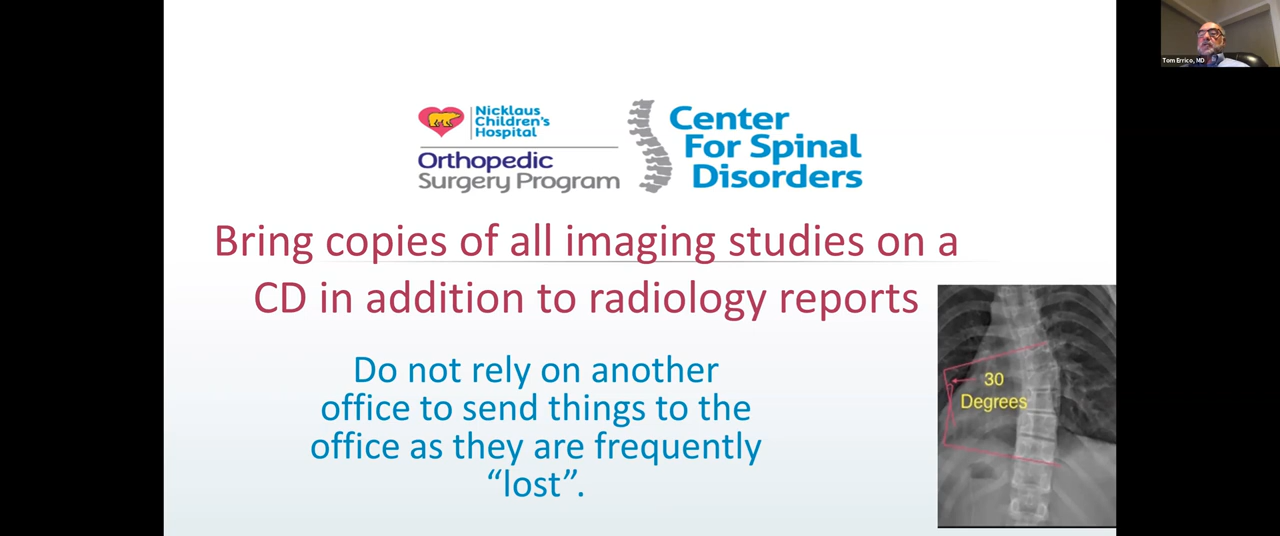 Nicklaus
Children's
Hospital
Orthopedic
Surgery Program
Center
For Spinal
Disorders
Bring copies of all imaging studies on a
CD in addition to radiology reports
Do not rely on another
office to send things to the
office as they are frequently
“lost”.
30
Degrees
Tom Errico, MD